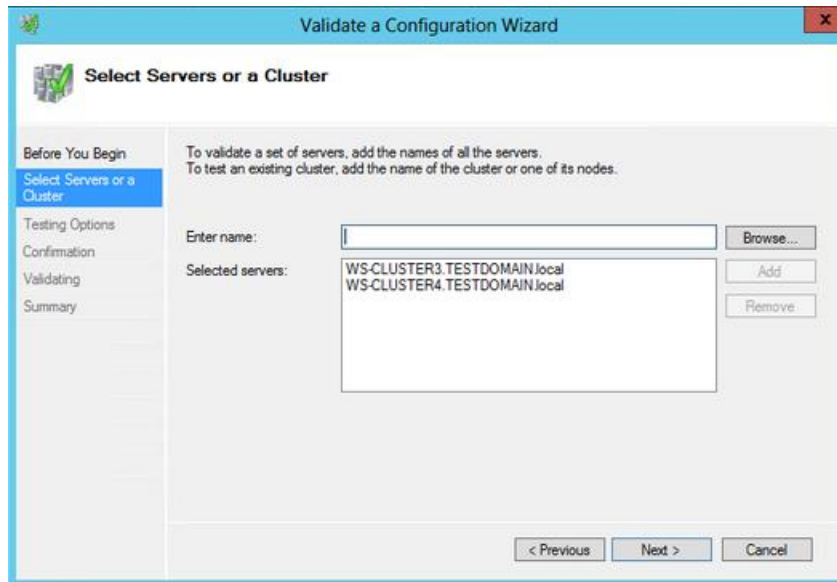 Validate a Configuration Wizard
x
Select Servers or a Cluster
Before You Begin
Select Servers or a
Cluster
Testing Options
Confirmation
Validating
Summary
To validate a set of servers, add the names of all the servers.
To test an existing cluster, add the name of the cluster or one of its nodes.
Enter name:
Browse...
Selected servers:
WS-CLUSTER3.TESTDOMAIN.local
WS-CLUSTER4.TESTDOMAIN.local
Add
Remove
< Previous
Next >
Cancel